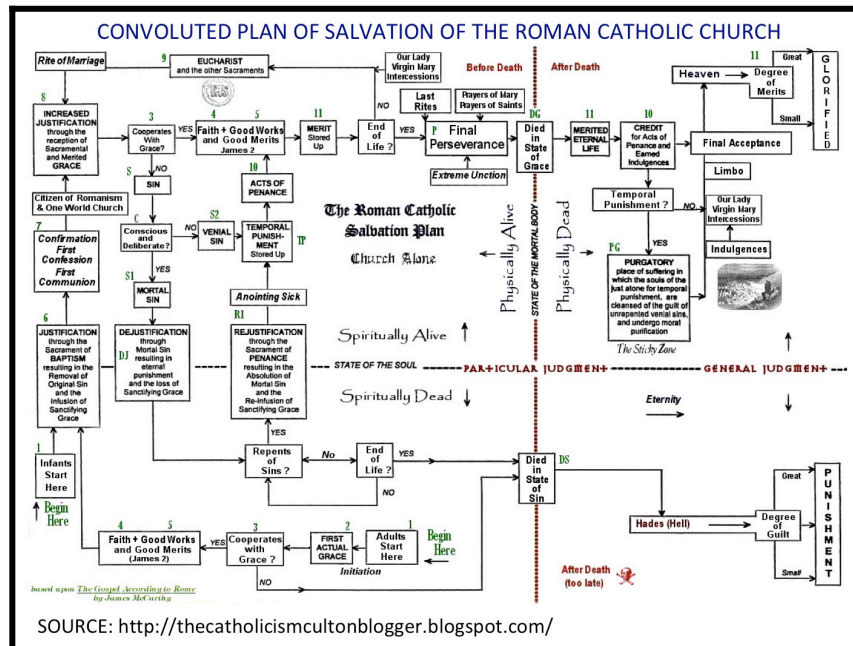 CONVOLUTED PLAN OF SALVATION OF THE ROMAN CATHOLIC CHURCH
Rite of Marriage
9
EUCHARIST
and the other Sacraments
IHS
Our Lady
Virgin Mary
Intercessions
Before Death
After Death
11
Heaven
Degree
of
Merits
Great
Small
GLORIFIED
8
INCREASED
JUSTIFICATION
through the
reception of
Sacramental
and Merited
GRACE
3
Cooperates
With
Grace?
YES
NO
4
5
Faith + Good Works
and Good Merits
James 2
11
MERIT
Stored
Up
NO
End
of
Life ?
YES
Last
Rites
Prayers of Mary
Prayers of Saints
P
Final
Perseverance
Extreme Unction
DG
Died
in
State
of
Grace
11
MERITED
ETERNAL
LIFE
10
CREDIT
for Acts of
Penance and
Earned
Indulgences
Final Acceptance
Limbo
Temporal
Punishment ?
NO
YES
Our Lady
Virgin Mary
Intercessions
Indulgences
S
SIN
10
ACTS OF
PENANCE
Citizen of Romanism
& One World Church
7
Confirmation
First
Confession
First
Communion
C
Conscious
and
Deliberate?
NO
YES
S2
VENIAL
SIN
TEMPORAL
PUNISH-
MENT
Stored Up
TP
The Roman Catholic
Salvation Plan
Church Alone
Physically Alive
STATE OF THE MORTAL BODY
Physically Dead
PG
PURGATORY
place of suffering in
which the souls of the
just atone for temporal
punishment, are
cleansed of the guilt of
unrepented venial sins,
and undergo moral
purification
The Stichy Zone
S1
MORTAL
SIN
Anointing Sick
6
JUSTIFICATION
through the
Sacrament of
BAPTISM
resulting in the
Removal of
Original Sin
and the
Infusion of
Sanctifying
Grace
DJ
DEJUSTIFICATION
through
Mortal Sin
resulting in
eternal
punishment
and the loss of
Sanctifying Grace
R1
REJUSTIFICATION
through the
Sacrament of
PENANCE
resulting in the
Absolution of
Mortal Sin
and the
Re-Infusion of
Sanctifying Grace
Spiritually Alive
STATE OF THE SOUL
PARTICULAR JUDGMENT
GENERAL JUDGMENT
Spiritually Dead
Eternity
YES
1
Infants
Start
Here
Begin
Here
Repents
of
Sins ?
No
End
of
Life ?
YES
NO
Died
in
State
of
Sin
DS
Hades (Hell)
Degree
of
Guilt
Great
Small
PUNISHMENT
4
5
Faith + Good Works
and Good Merits
(James 2)
YES
3
Cooperates
with
Grace ?
NO
2
FIRST
ACTUAL
GRACE
Initiation
1
Adults
Start
Here
Begin
Here
After Death
(too late)
based upon The Gospel According to Rome
by James McCarthy
SOURCE: http://thecatholicismcultonblogger.blogspot.com/